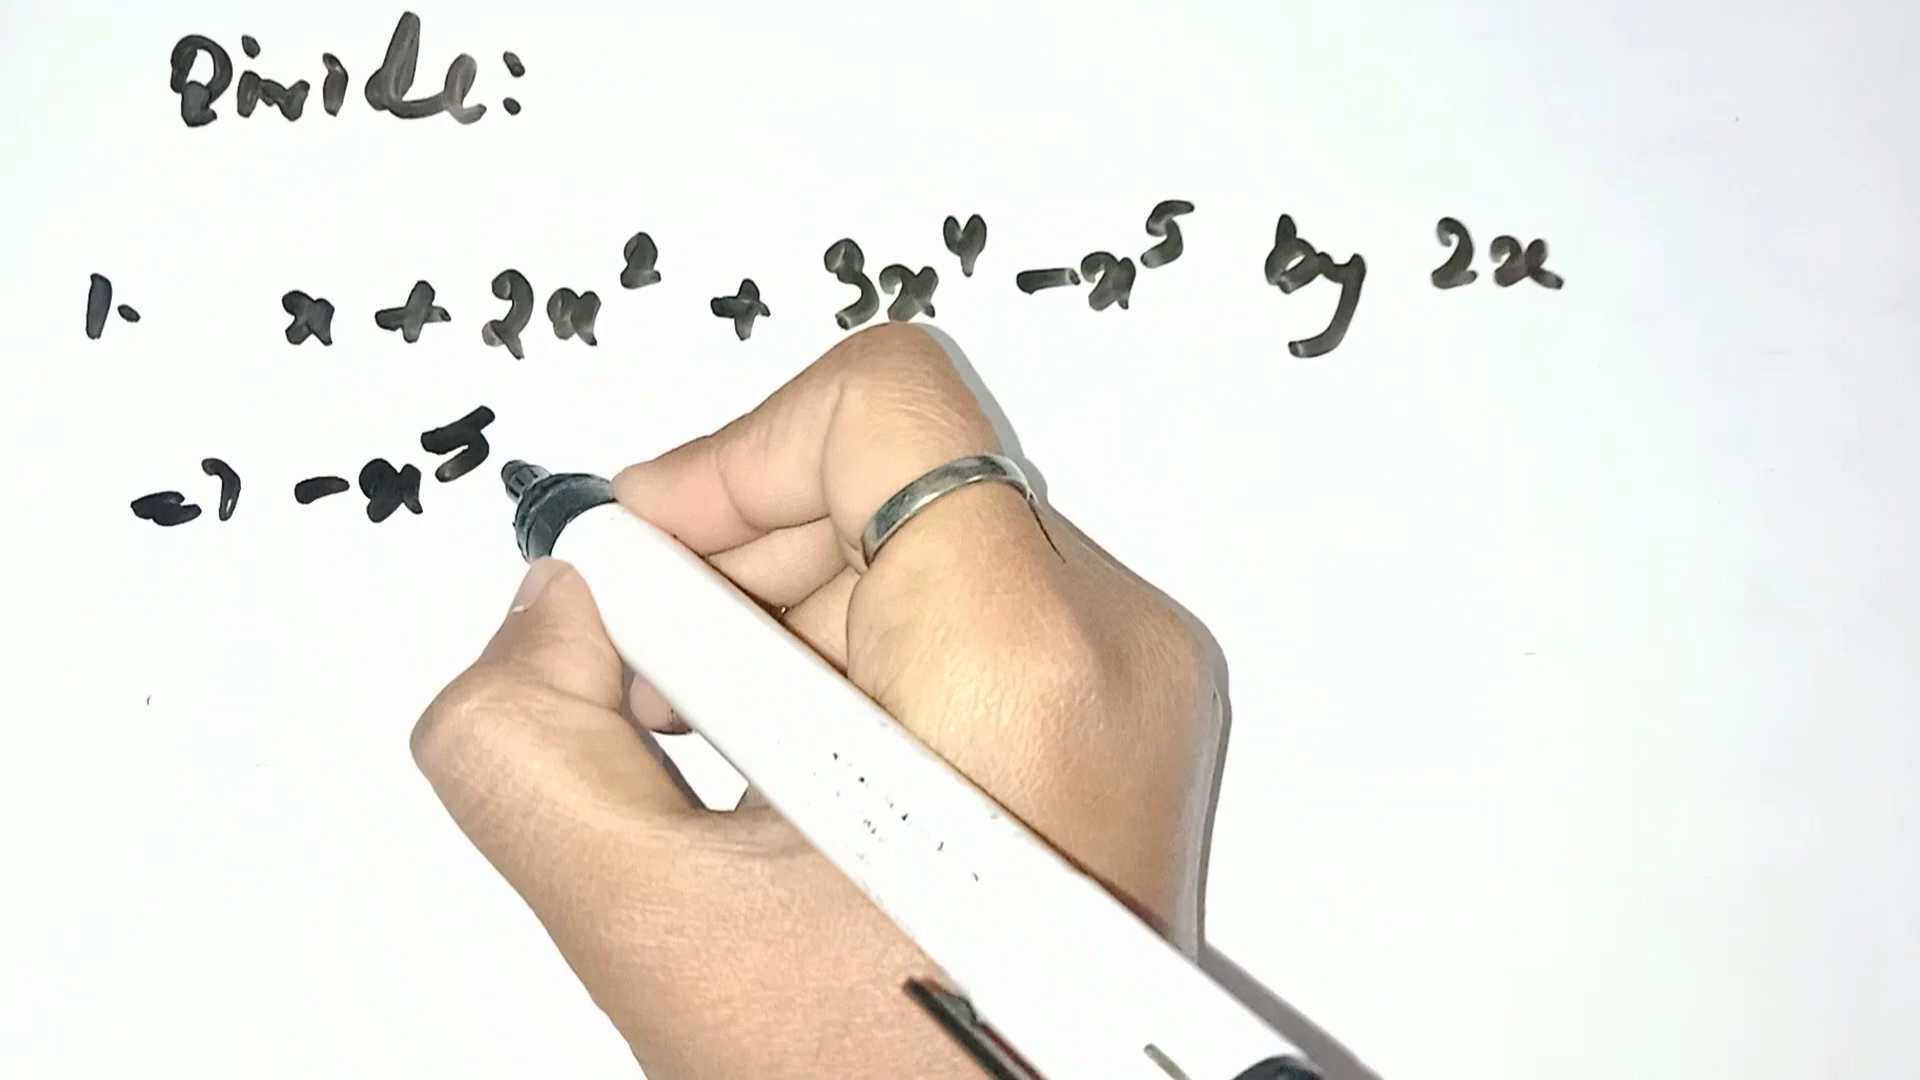 Divide:
1. x + 2x² + 3x⁴ - x⁵ by 2x
=> -x⁵